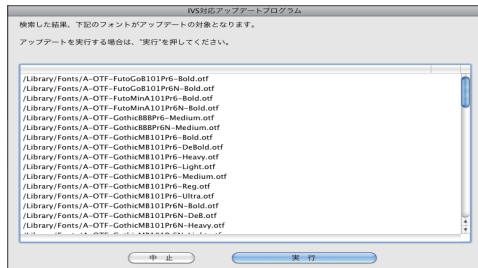 IVS対応アップデートプログラム
検索した結果、下記のフォントがアップデートの対象となります。
アップデートを実行する場合は、"実行"を押してください。
/Library/Fonts/A-OTF-FutoGoB101Pr6-Bold.otf
/Library/Fonts/A-OTF-FutoGoB101Pr6N-Bold.otf
/Library/Fonts/A-OTF-FutoMinA101Pr6-Bold.otf
/Library/Fonts/A-OTF-FutoMinA101Pr6N-Bold.otf
/Library/Fonts/A-OTF-GothicBBBPr6-Medium.otf
/Library/Fonts/A-OTF-GothicBBBPr6N-Medium.otf
/Library/Fonts/A-OTF-GothicMB101Pr6-Bold.otf
/Library/Fonts/A-OTF-GothicMB101Pr6-DeBold.otf
/Library/Fonts/A-OTF-GothicMB101Pr6-Heavy.otf
/Library/Fonts/A-OTF-GothicMB101Pr6-Light.otf
/Library/Fonts/A-OTF-GothicMB101Pr6-Medium.otf
/Library/Fonts/A-OTF-GothicMB101Pr6-Reg.otf
/Library/Fonts/A-OTF-GothicMB101Pr6-Ultra.otf
/Library/Fonts/A-OTF-GothicMB101Pr6N-Bold.otf
/Library/Fonts/A-OTF-GothicMB101Pr6N-DeB.otf
/Library/Fonts/A-OTF-GothicMB101Pr6N-Heavy.otf
中 止
実 行